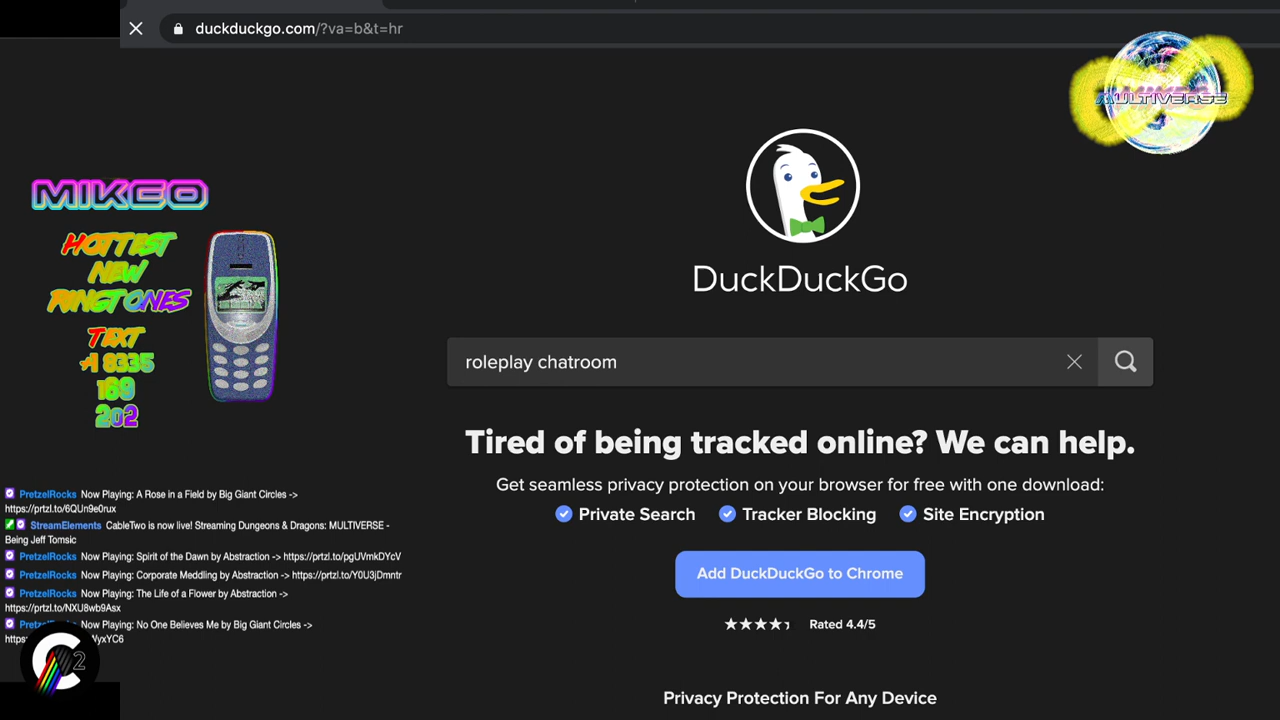 duckduckgo.com/?va=b&t=hr
MULTIVERSE
MIKEO
HOTTEST
NEW
RINGTONES
TEXT
+1 8335
169
202
DuckDuckGo
roleplay chatroom
Tired of being tracked online? We can help.
Get seamless privacy protection on your browser for free with one download:
Private Search Tracker Blocking Site Encryption
Add DuckDuckGo to Chrome
Rated 4.4/5
Privacy Protection For Any Device
PretzelRocks Now Playing: A Rose in a Field by Big Giant Circles ->
https://prtzl.to/6QUn9e0rux
StreamElements CableTwo is now live! Streaming Dungeons & Dragons: MULTIVERSE -
Being Jeff Tomsic
PretzelRocks Now Playing: Spirit of the Dawn by Abstraction -> https://prtzl.to/pgUVmkDYcV
PretzelRocks Now Playing: Corporate Meddling by Abstraction -> https://prtzl.to/Y0U3jDmntr
PretzelRocks Now Playing: The Life of a Flower by Abstraction ->
https://prtzl.to/NXU8wb9Asx
PretzelRocks Now Playing: No One Believes Me by Big Giant Circles ->
2